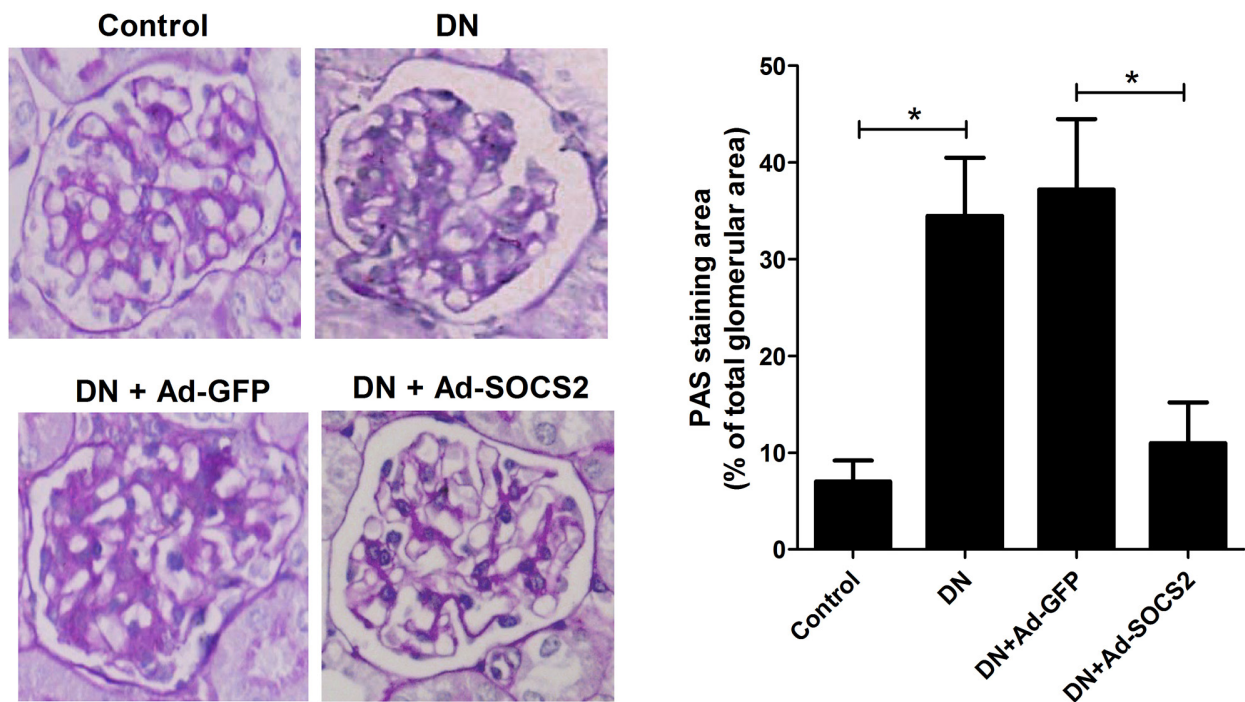 Control
DN
DN + Ad-GFP
DN + Ad-SOCS2
PAS staining area
(% of total glomerular area)
50
40
30
20
10
0
*
*
Control
DN
DN+Ad-GFP
DN+Ad-SOCS2